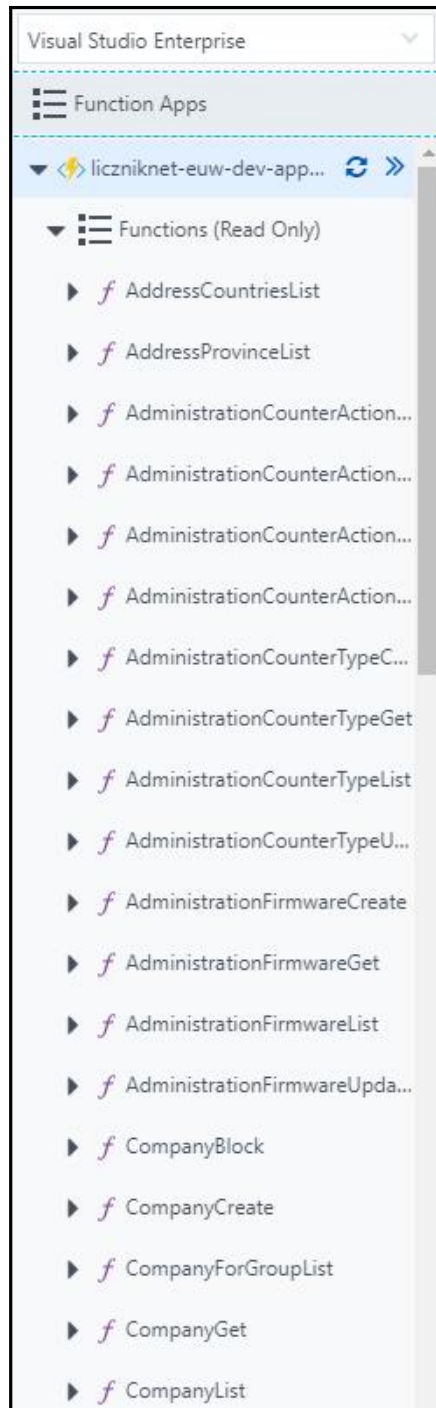 Visual Studio Enterprise
Function Apps
liczniknet-euw-dev-app...
Functions (Read Only)
f AddressCountriesList
f AddressProvinceList
f AdministrationCounterAction...
f AdministrationCounterAction...
f AdministrationCounterAction...
f AdministrationCounterAction...
f AdministrationCounterTypeC...
f AdministrationCounterTypeGet
f AdministrationCounterTypeList
f AdministrationCounterTypeU...
f AdministrationFirmwareCreate
f AdministrationFirmwareGet
f AdministrationFirmwareList
f AdministrationFirmwareUpda...
f CompanyBlock
f CompanyCreate
f CompanyForGroupList
f CompanyGet
f CompanyList